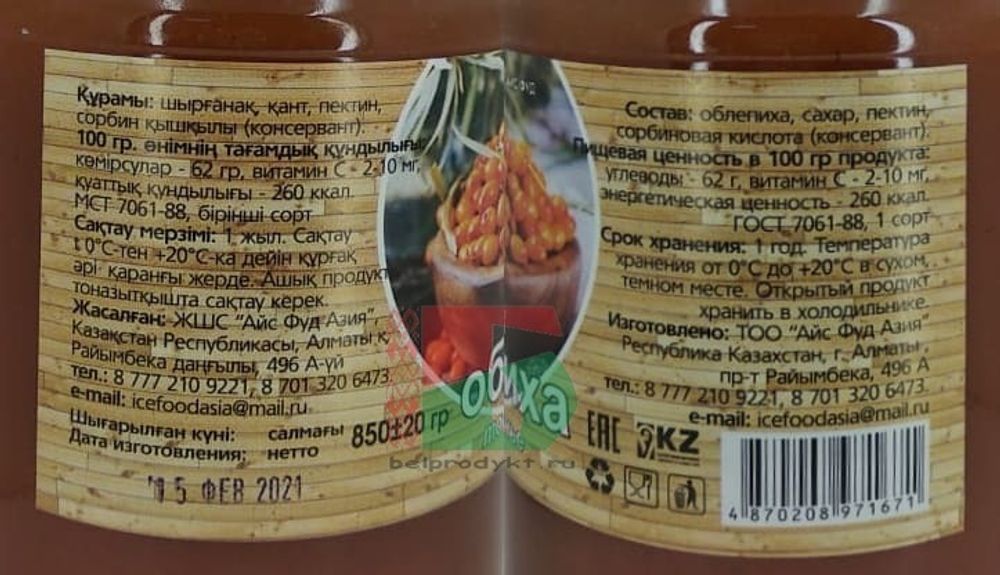 Құрамы: шырғанақ, қант, пектин,
сорбин қышқылы (консервант).
100 гр. өнімнің тағамдық құндылығы:
көмірсулар - 62 гр, витамин С - 2-10 мг,
қуаттық құндылығы - 260 ккал.
МСТ 7061-88, бірінші сорт
Сақтау мерзімі: 1 жыл. Сақтау
t 0°С-тен +20°С-ка дейін құрғақ
әрі қараңғы жерде. Ашық продукт
тоназытқышта сақтау керек.
Жасалған: ЖШС "Айс Фуд Азия",
Қазақстан Республикасы, Алматы қ.
Райымбека даңғылы, 496 А-үй
тел.: 8 777 210 9221, 8 701 320 6473
e-mail: icefoodasia@mail.ru
Шығарылған күні:
Дата изготовления:
салмағы
нетто
850±20 гр
15 ФЕВ 2021
Состав: облепиха, сахар, пектин,
сорбиновая кислота (консервант).
Пищевая ценность в 100 гр продукта:
углеводы - 62 г, витамин С - 2-10 мг,
энергетическая ценность - 260 ккал.
ГОСТ 7061-88, 1 сорт
Срок хранения: 1 год. Температура
хранения от 0°С до +20°С в сухом,
темном месте. Открытый продукт
хранить в холодильнике.
Изготовлено: ТОО "Айс Фуд Азия"
Республика Казахстан, г. Алматы,
пр-т Райымбека, 496 А
тел.: 8 777 210 9221, 8 701 320 6473
e-mail: icefoodasia@mail.ru
EAC
KZ
4 870208 971671
belprodykt.ru